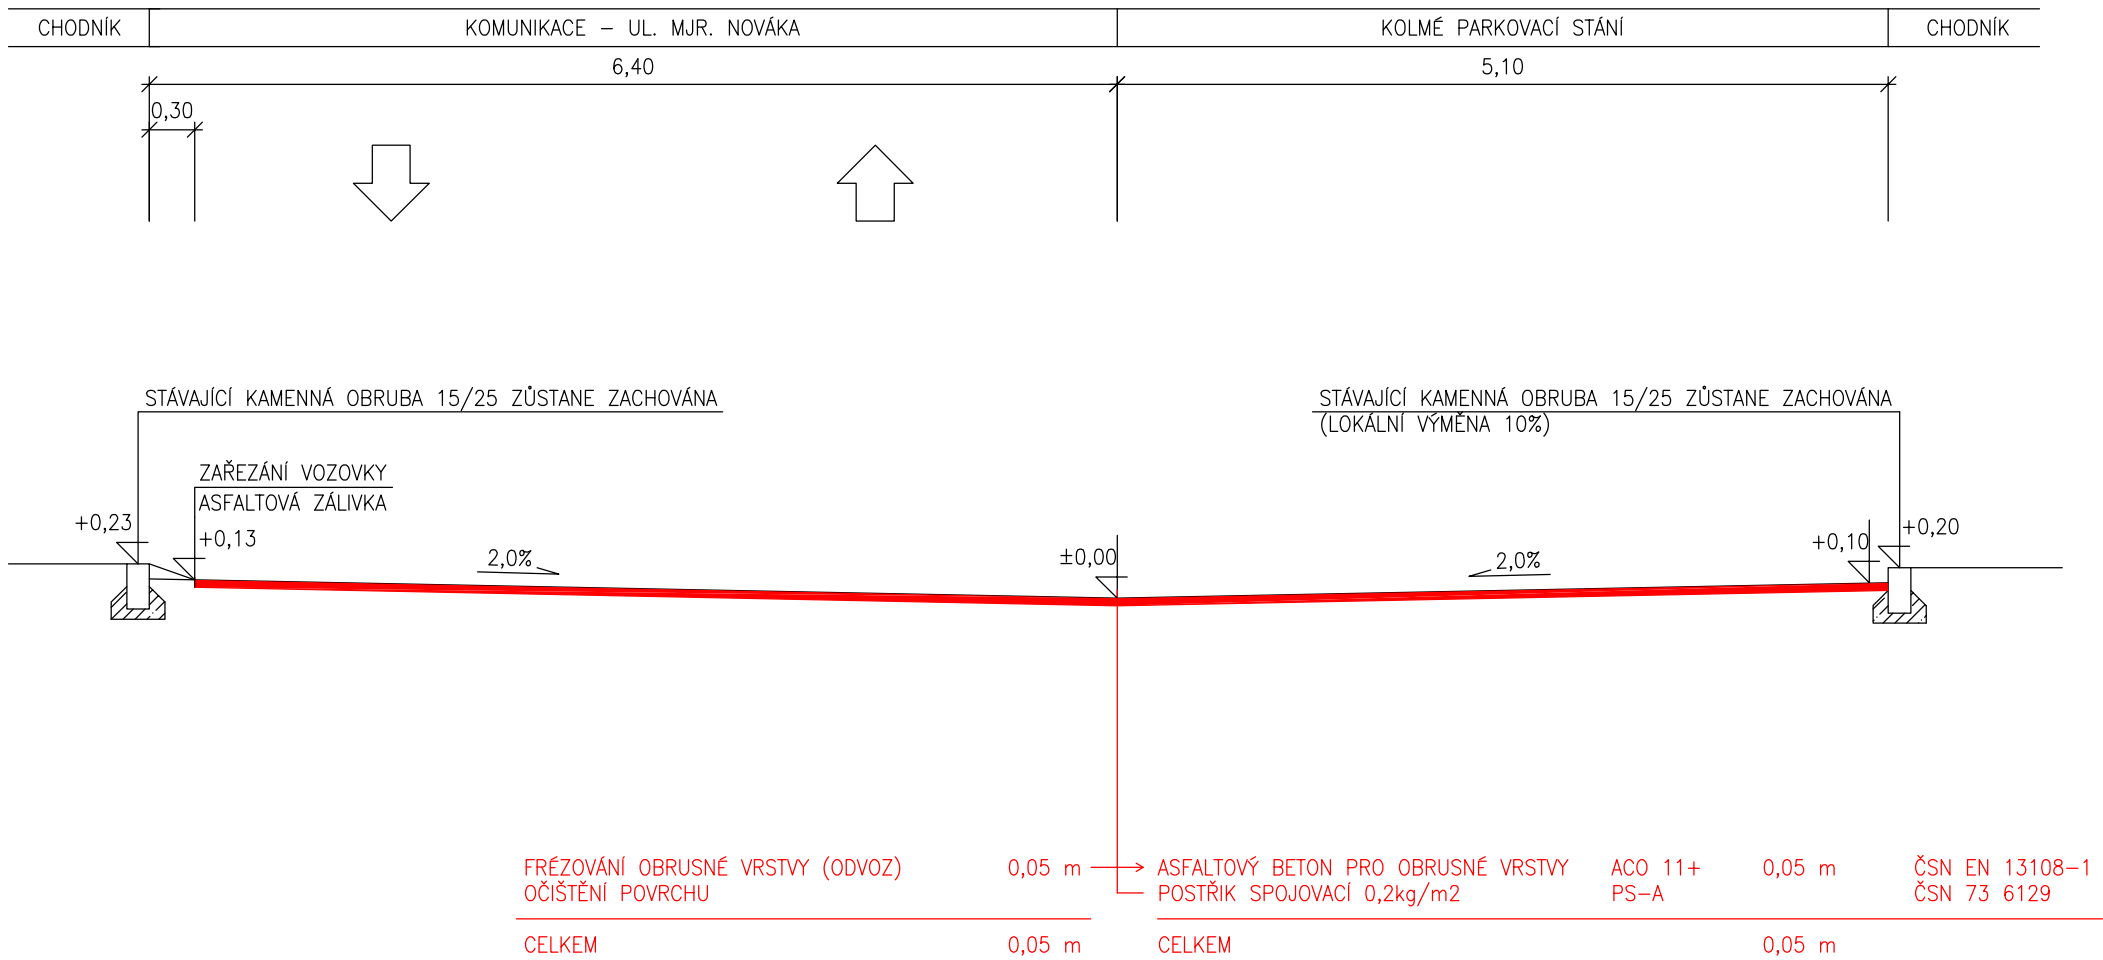 CHODNÍK
KOMUNIKACE – UL. MJR. NOVÁKA
KOLMÉ PARKOVACÍ STÁNÍ
CHODNÍK
6,40
5,10
0,30
STÁVAJÍCÍ KAMENNÁ OBRUBA 15/25 ZŮSTANE ZACHOVÁNA
STÁVAJÍCÍ KAMENNÁ OBRUBA 15/25 ZŮSTANE ZACHOVÁNA
(LOKÁLNÍ VÝMĚNA 10%)
ZAŘEZÁNÍ VOZOVKY
ASFALTOVÁ ZÁLIVKA
+0,23
+0,13
2,0%
±0,00
2,0%
+0,10
+0,20
FRÉZOVÁNÍ OBRUSNÉ VRSTVY (ODVOZ) 0,05 m
OČIŠTĚNÍ POVRCHU
CELKEM 0,05 m
ASFALTOVÝ BETON PRO OBRUSNÉ VRSTVY ACO 11+ 0,05 m ČSN EN 13108–1
POSTŘIK SPOJOVACÍ 0,2kg/m2 PS–A ČSN 73 6129
CELKEM 0,05 m